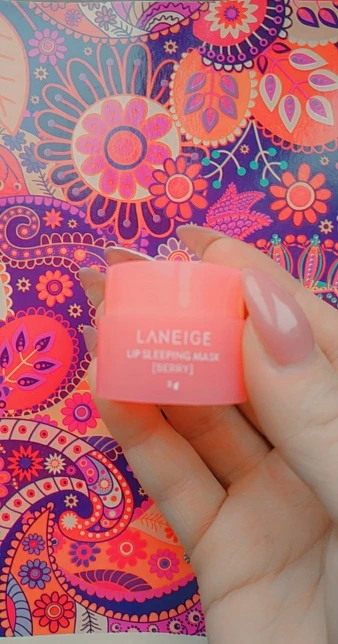 LANEIGE
LIP SLEEPING MASK
[BERRY]
3g